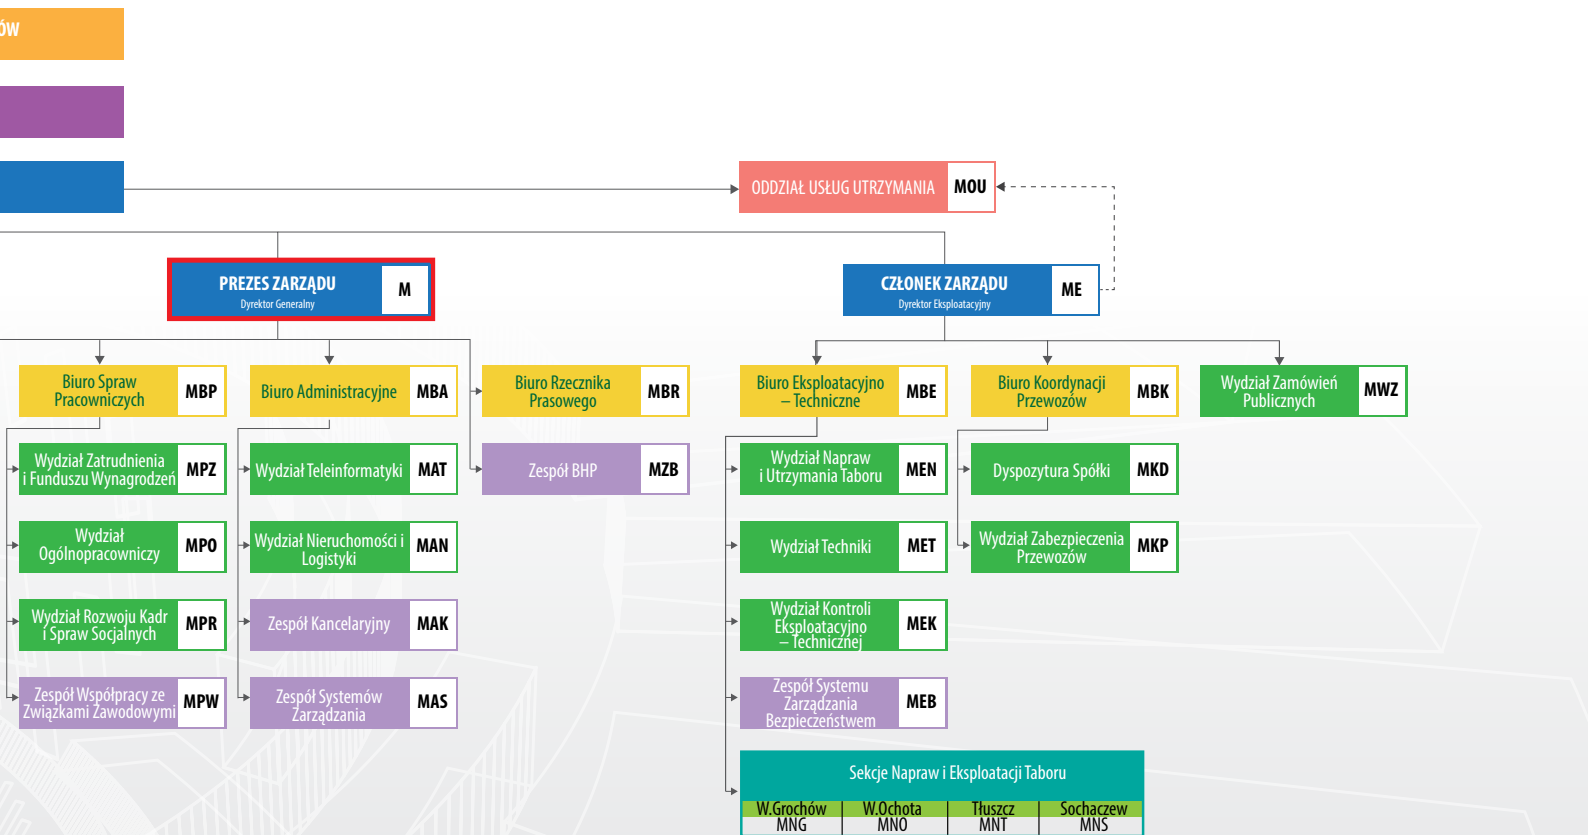 ÓW
ODDZIAŁ USŁUG UTRZYMANIA MOU
PREZES ZARZĄDU
Dyrektor Generalny
M
CZŁONEK ZARZĄDU
Dyrektor Eksploatacyjny
ME
Biuro Spraw
Pracowniczych
MBP
Biuro Administracyjne MBA
Biuro Rzecznika
Prasowego
MBR
Biuro Eksploatacyjno
– Techniczne
MBE
Biuro Koordynacji
Przewozów
MBK
Wydział Zamówień
Publicznych
MWZ
Wydział Zatrudnienia
i Funduszu Wynagrodzeń
MPZ
Wydział Teleinformatyki MAT
Zespół BHP MZB
Wydział Napraw
i Utrzymania Taboru
MEN
Dyspozytura Spółki MKD
Wydział
Ogólnopracowniczy
MPO
Wydział Nieruchomości i
Logistyki
MAN
Wydział Techniki MET
Wydział Zabezpieczenia
Przewozów
MKP
Wydział Rozwoju Kadr
i Spraw Socjalnych
MPR
Zespół Kancelaryjny MAK
Wydział Kontroli
Eksploatacyjno
– Technicznej
MEK
Zespół Współpracy ze
Związkami Zawodowymi
MPW
Zespół Systemów
Zarządzania
MAS
Zespół Systemu
Zarządzania
Bezpieczeństwem
MEB
Sekcje Napraw i Eksploatacji Taboru
W.Grochów W.Ochota Tłuszcz Sochaczew
MNG MNO MNT MNS